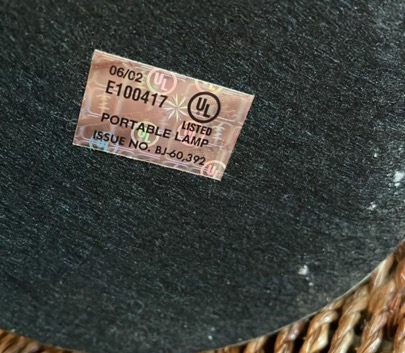 06/02
E100417
UL
LISTED
PORTABLE LAMP
ISSUE NO. BJ-60,392